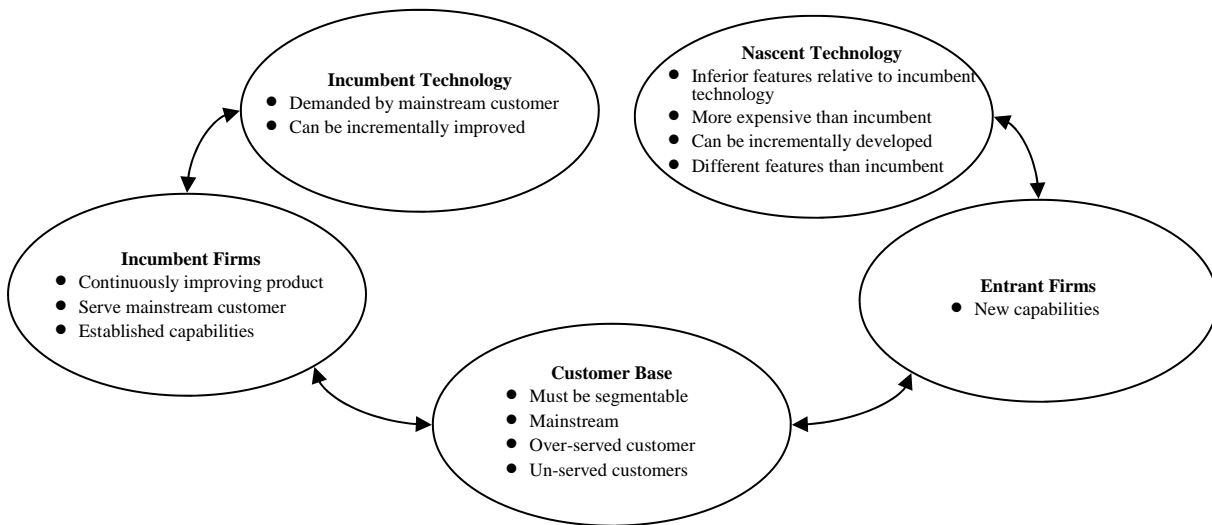 Incumbent Technology
● Demanded by mainstream customer
● Can be incrementally improved
Nascent Technology
● Inferior features relative to incumbent
technology
● More expensive than incumbent
● Can be incrementally developed
● Different features than incumbent
Incumbent Firms
● Continuously improving product
● Serve mainstream customer
● Established capabilities
Entrant Firms
● New capabilities
Customer Base
● Must be segmentable
● Mainstream
● Over-served customer
● Un-served customers